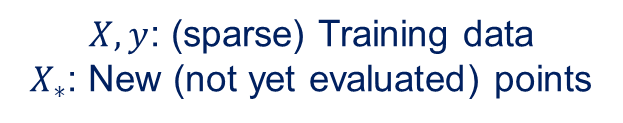 X, y: (sparse) Training data
X*: New (not yet evaluated) points